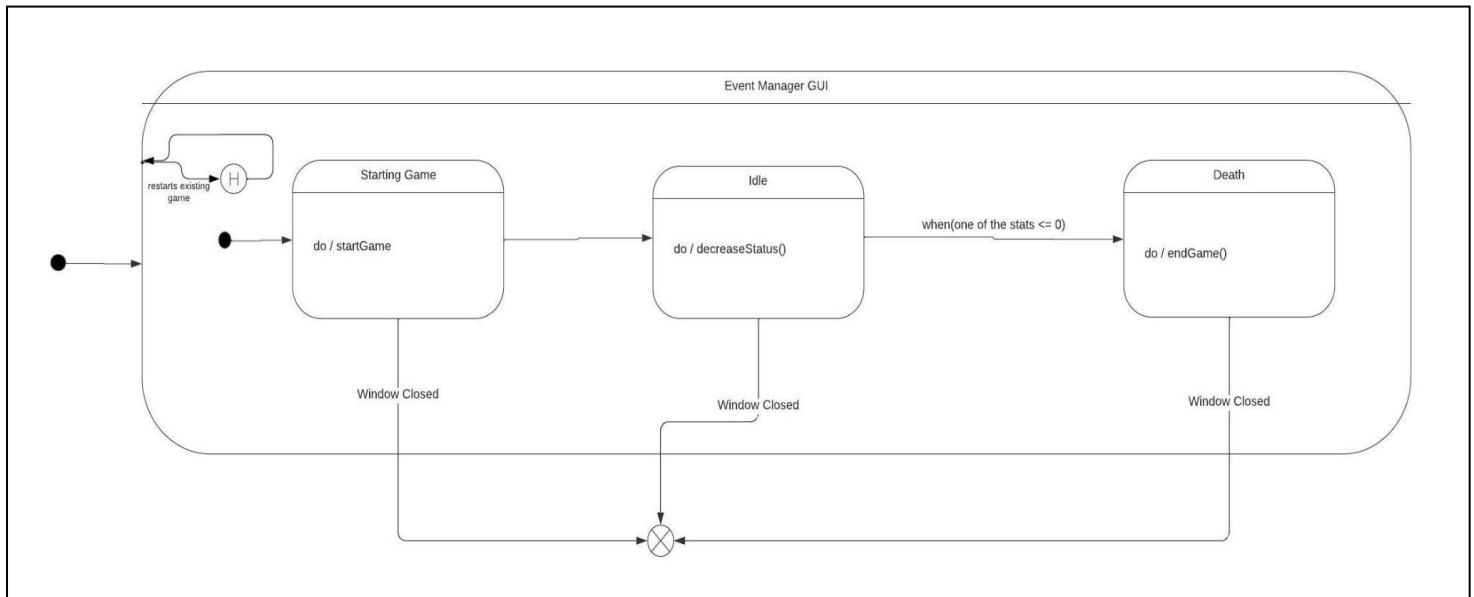 Event Manager GUI
H
restarts existing
game
Starting Game
do / startGame
Idle
do / decreaseStatus()
when(one of the stats <= 0)
Death
do / endGame()
Window Closed
Window Closed
Window Closed